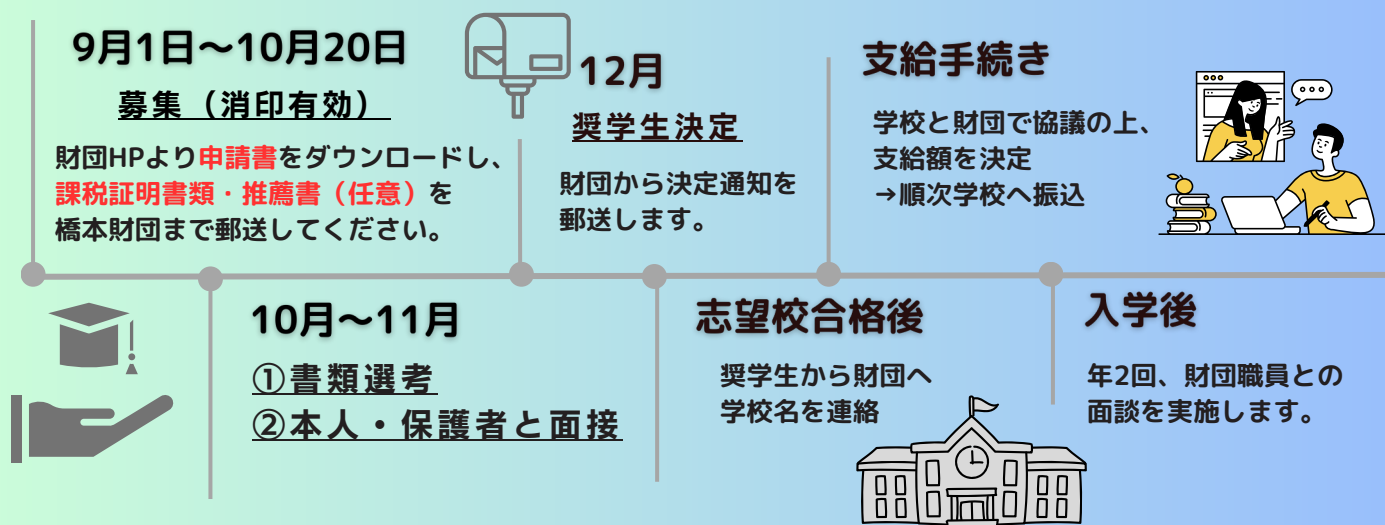 9月1日～10月20日
募集（消印有効）
財団HPより申請書をダウンロードし、
課税証明書類・推薦書（任意）を
橋本財団まで郵送してください。
10月～11月
①書類選考
②本人・保護者と面接
12月
奨学生決定
財団から決定通知を
郵送します。
志望校合格後
奨学生から財団へ
学校名を連絡
支給手続き
学校と財団で協議の上、
支給額を決定
→順次学校へ振込
入学後
年2回、財団職員との
面談を実施します。